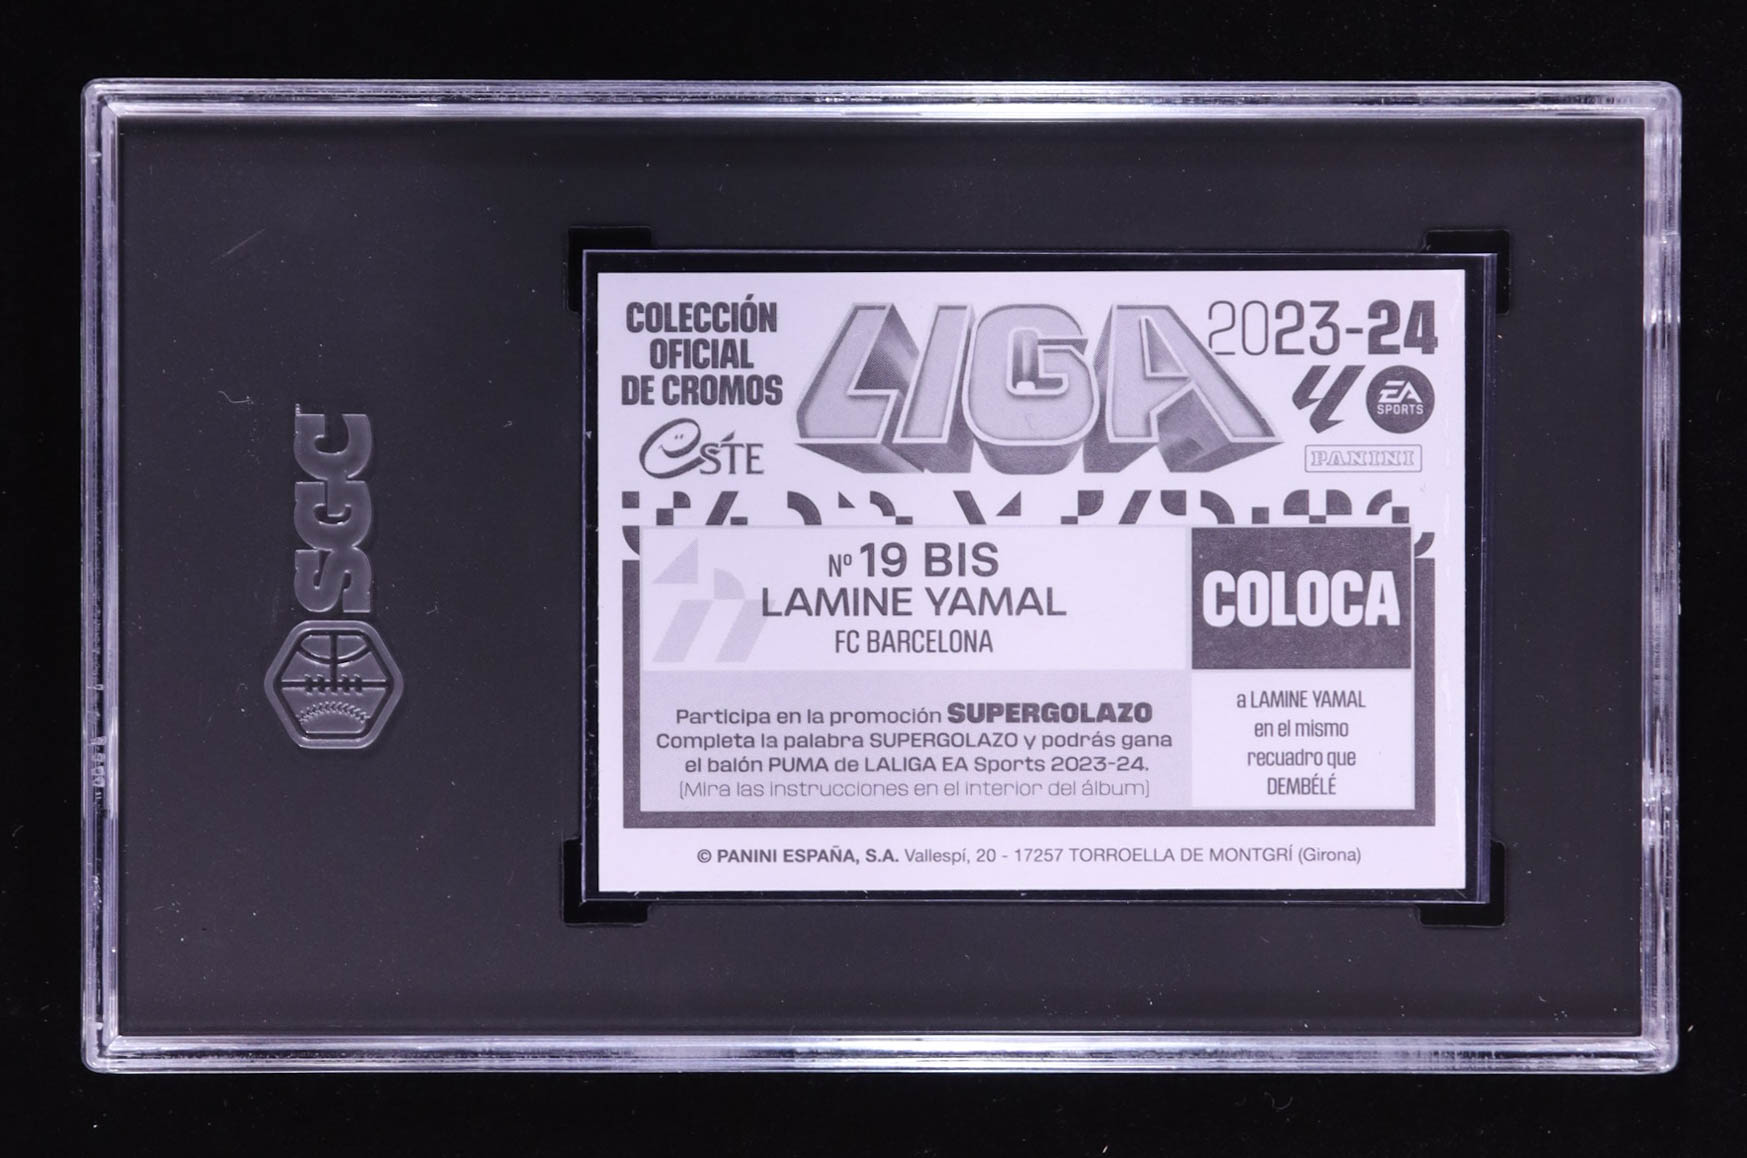 SGC
COLECCIÓN
OFICIAL
DE CROMOS
este
LIGA
2023-24
EA
SPORTS
PANINI
Nº 19 BIS
LAMINE YAMAL
FC BARCELONA
COLOCA
a LAMINE YAMAL
en el mismo
recuadro que
DEMBÉLÉ
Participa en la promoción SUPERGOLAZO
Completa la palabra SUPERGOLAZO y podrás gana
el balón PUMA de LALIGA EA Sports 2023-24.
(Mira las instrucciones en el interior del álbum)
© PANINI ESPAÑA, S.A. Vallespí, 20 - 17257 TORROELLA DE MONTGRÍ (Girona)